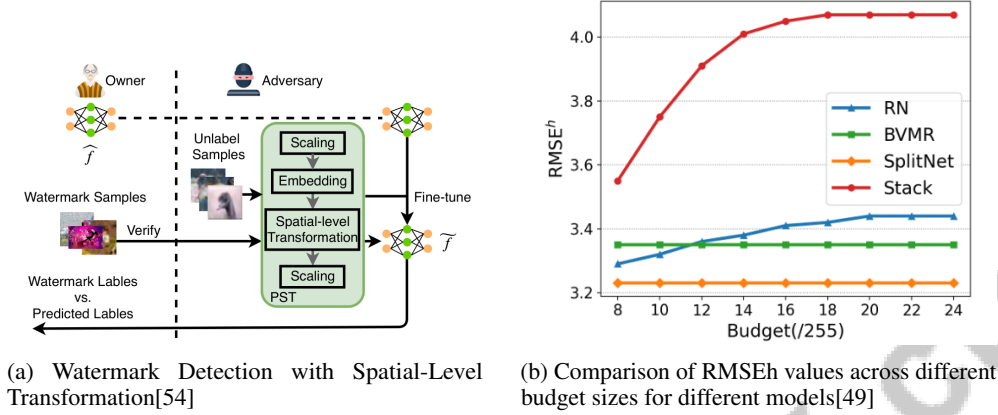 Owner
Adversary
f
Unlabel
Samples
Scaling
Embedding
Spatial-level
Transformation
Scaling
PST
Fine-tune
f
Watermark Samples
Verify
Watermark Lables
vs.
Predicted Lables
(a) Watermark Detection with Spatial-Level
Transformation[54]
RMSEʰ
4.0
3.8
3.6
3.4
3.2
RN
BVMR
SplitNet
Stack
8 10 12 14 16 18 20 22 24
Budget(/255)
(b) Comparison of RMSEh values across different
budget sizes for different models[49]